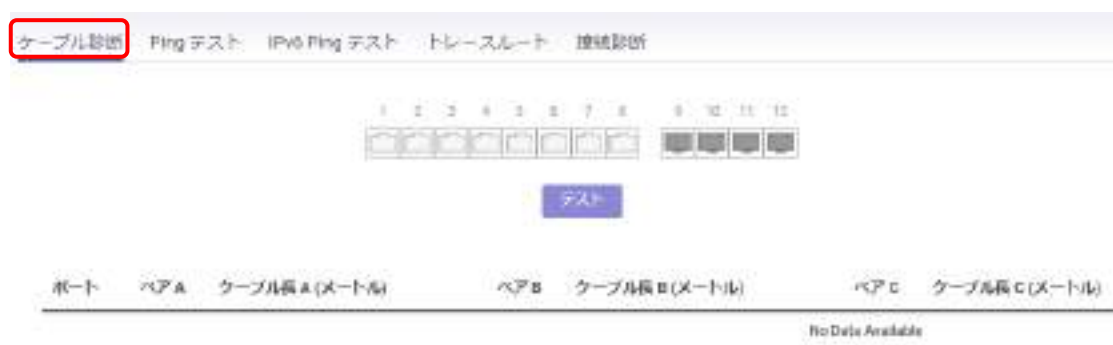 ケーブル診断 Ping テスト IPv6 Ping テスト トレースルート 接続診断
1 2 3 4 5 6 7 8 9 10 11 12
テスト
ポート ペア A ケーブル長 A (メートル) ペア B ケーブル長 B (メートル) ペア C ケーブル長 C (メートル)
No Data Available